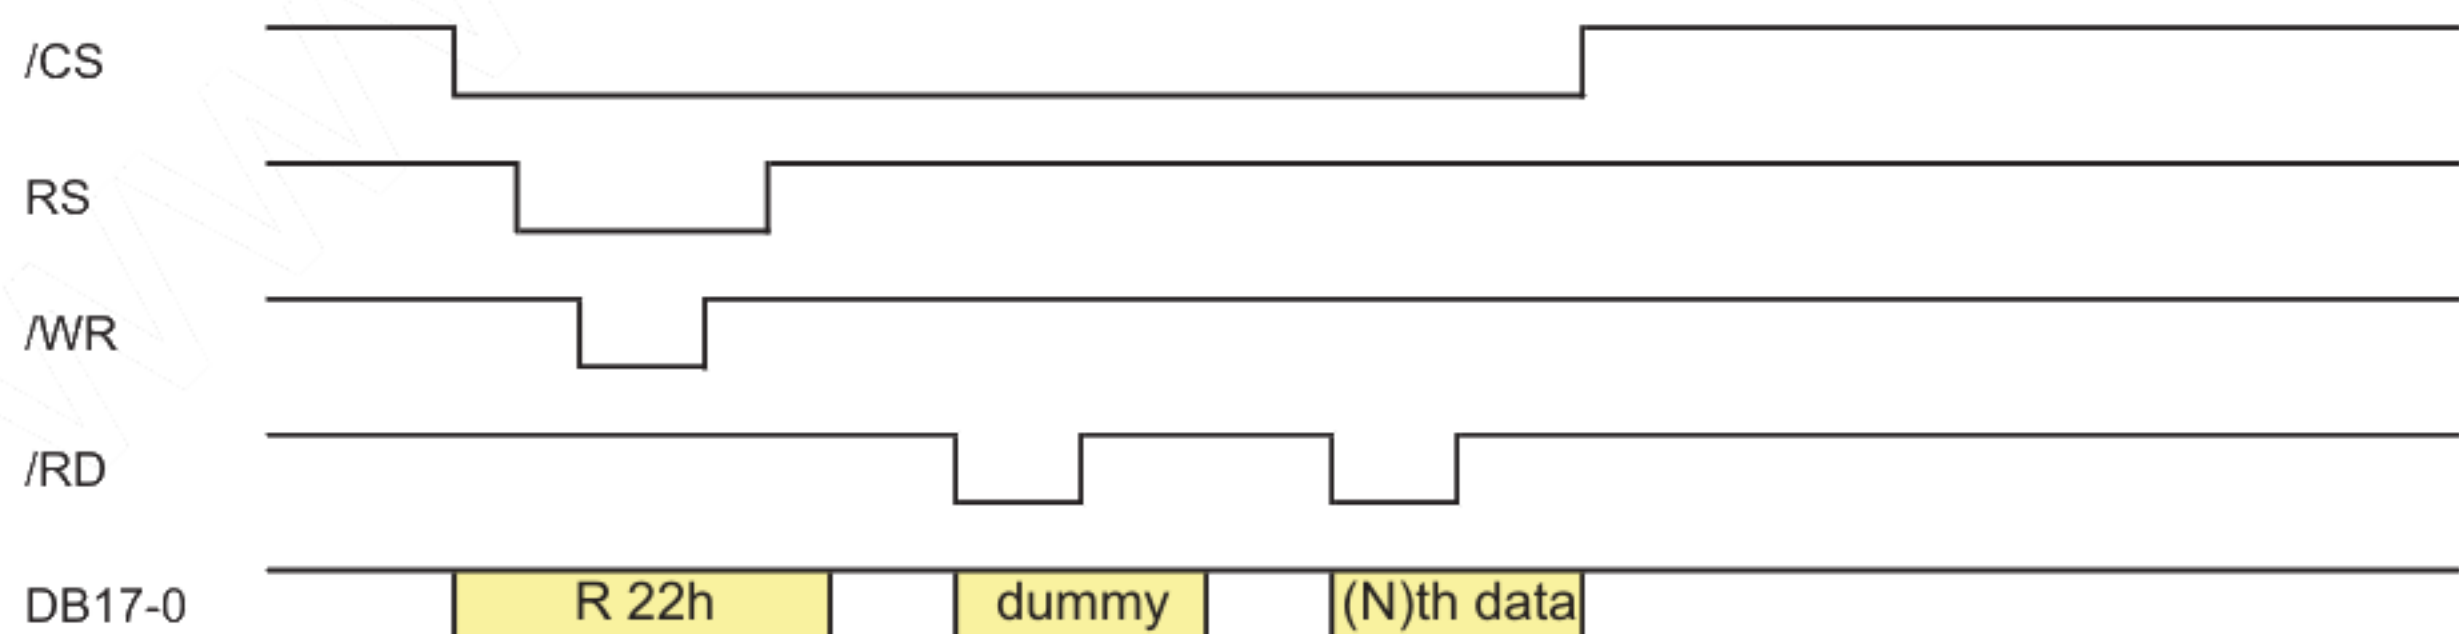 /CS
RS
/WR
/RD
DB17-0 R 22h dummy (N)th data